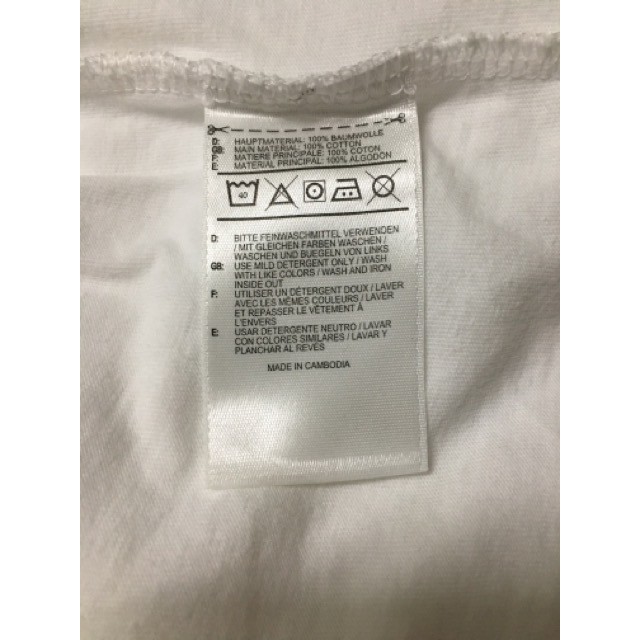 D: HAUPTMATERIAL: 100% BAUMWOLLE
GB: MAIN MATERIAL: 100% COTTON
F: MATIERE PRINCIPALE: 100% COTON
E: MATERIAL PRINCIPAL: 100% ALGODON
40
D: BITTE FEINWASCHMITTEL VERWENDEN
/ MIT GLEICHEN FARBEN WASCHEN /
WASCHEN UND BUEGELN VON LINKS
GB: USE MILD DETERGENT ONLY / WASH
WITH LIKE COLORS / WASH AND IRON
INSIDE OUT
F: UTILISER UN DÉTERGENT DOUX / LAVER
AVEC LES MÊMES COULEURS / LAVER
ET REPASSER LE VÊTEMENT À
L'ENVERS
E: USAR DETERGENTE NEUTRO / LAVAR
CON COLORES SIMILARES / LAVAR Y
PLANCHAR AL REVÉS
MADE IN CAMBODIA